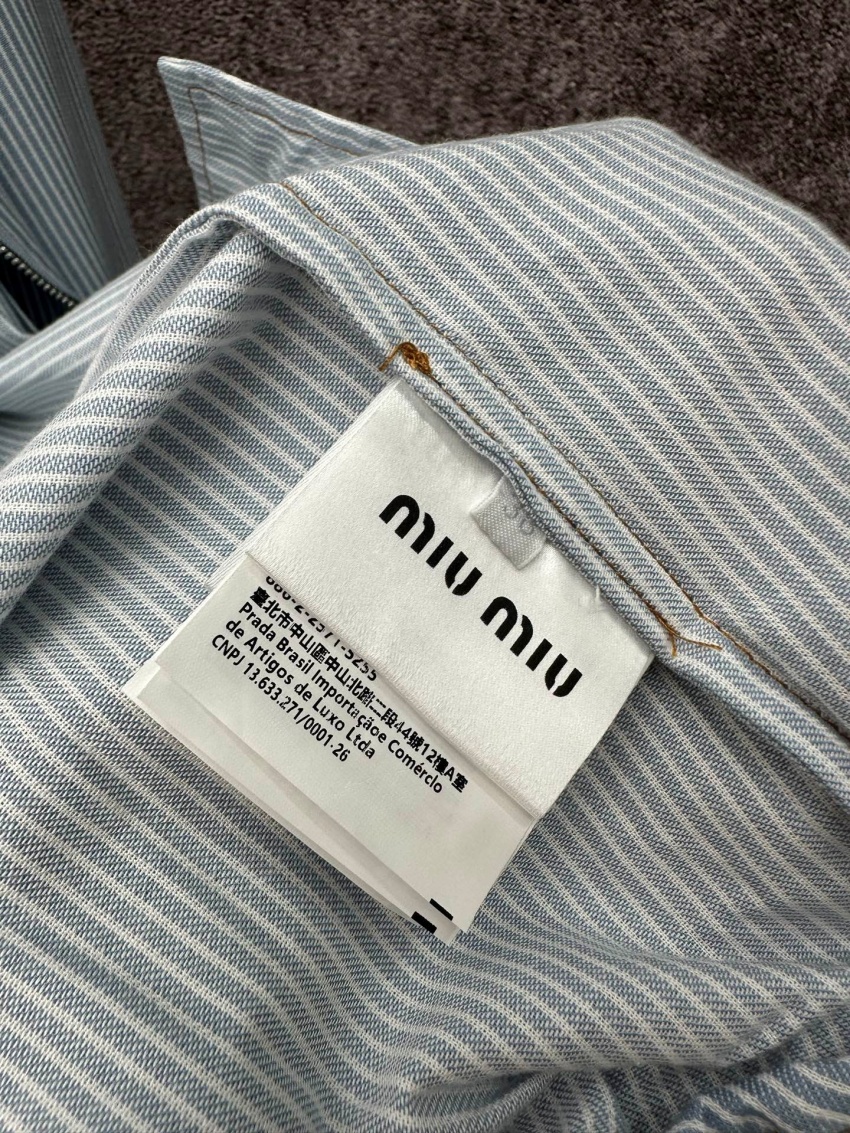 MIU MIU
臺北市中山區中山北路二段44號12樓A室
Prada Brasil Importaçãoe Comércio
de Artigos de Luxo Ltda
CNPJ 13.633.271/0001-26